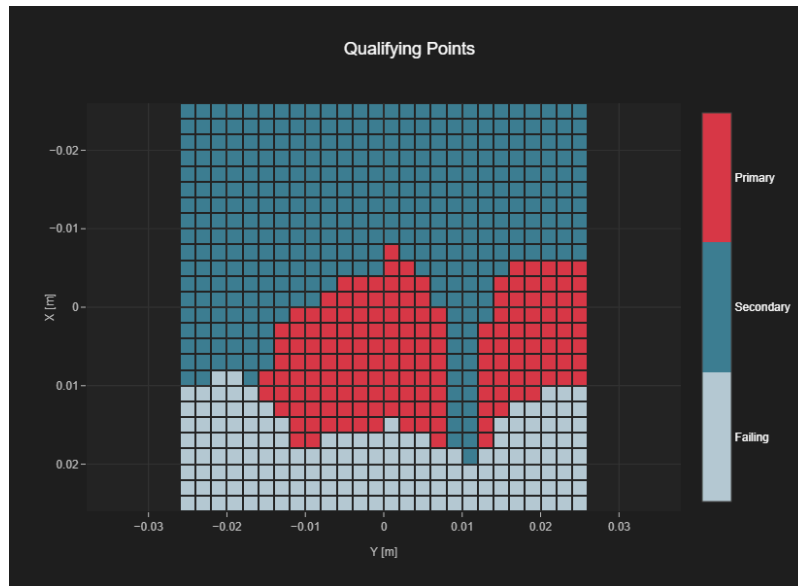 Qualifying Points
−0.02
−0.01
0
0.01
0.02
X [m]
−0.03
−0.02
−0.01
0
0.01
0.02
0.03
Y [m]
Primary
Secondary
Failing